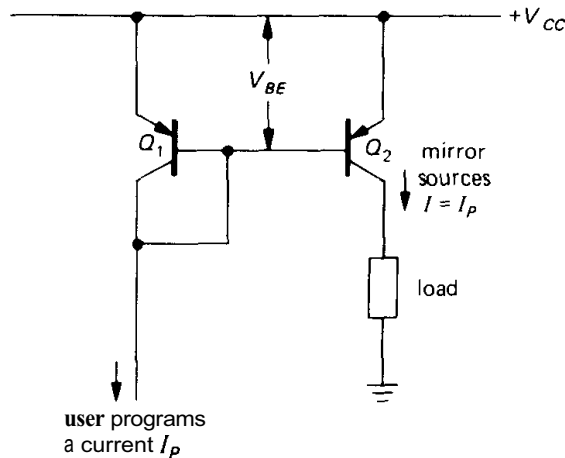 +V_CC
V_BE
Q_1
Q_2
mirror
sources
I = I_P
load
user programs
a current I_P